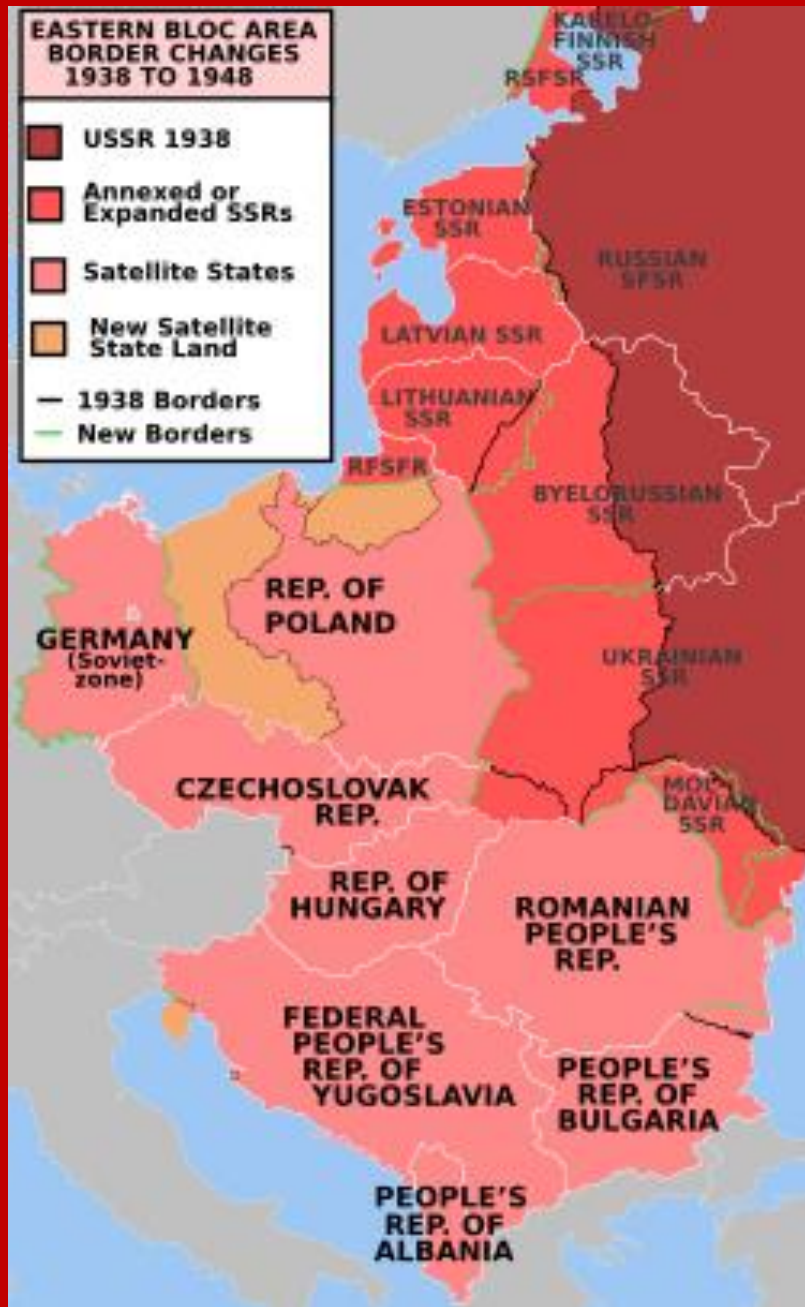 EASTERN BLOC AREA
BORDER CHANGES
1938 TO 1948
USSR 1938
Annexed or
Expanded SSRs
Satellite States
New Satellite
State Land
1938 Borders
New Borders
KARELO-
FINNISH
SSR
RSFSR
ESTONIAN
SSR
RUSSIAN
SFSR
LATVIAN SSR
LITHUANIAN
SSR
RFSFR
BYELORUSSIAN
SSR
REP. OF
POLAND
GERMANY
(Soviet-
zone)
UKRAINIAN
SSR
CZECHOSLOVAK
REP.
MOL-
DAVIAN
SSR
REP. OF
HUNGARY
ROMANIAN
PEOPLE'S
REP.
FEDERAL
PEOPLE'S
REP. OF
YUGOSLAVIA
PEOPLE'S
REP. OF
BULGARIA
PEOPLE'S
REP. OF
ALBANIA